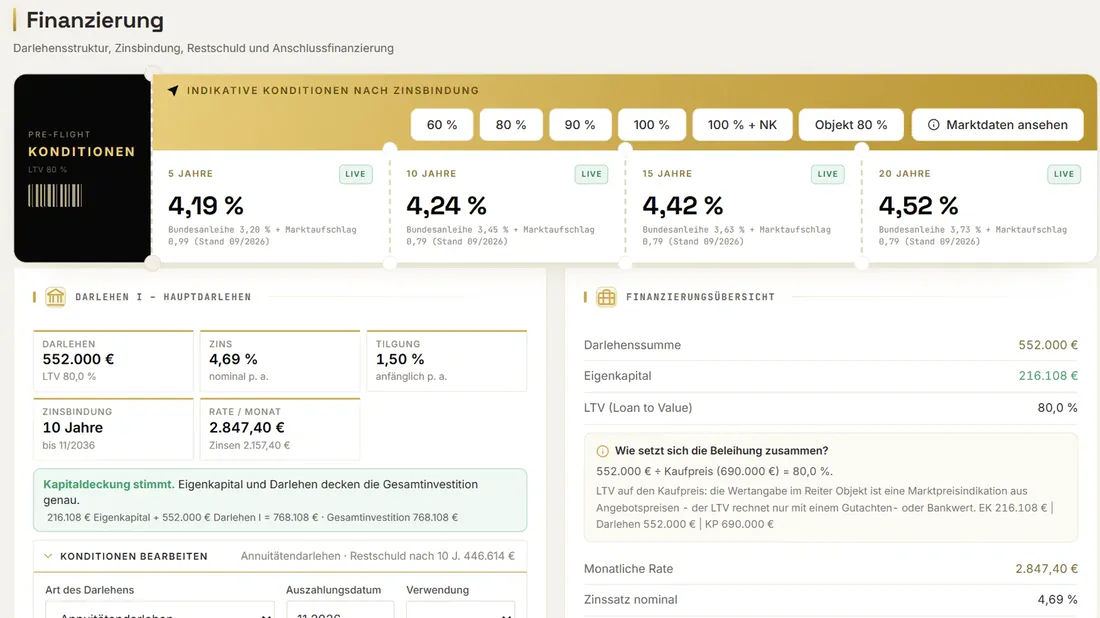 Finanzierung
Darlehensstruktur, Zinsbindung, Restschuld und Anschlussfinanzierung
PRE-FLIGHT
KONDITIONEN
LTV 80 %
INDIKATIVE KONDITIONEN NACH ZINSBINDUNG
60 %
80 %
90 %
100 %
100 % + NK
Objekt 80 %
Marktdaten ansehen
5 JAHRE
LIVE
4,19 %
Bundesanleihe 3,20 % + Marktaufschlag
0,99 (Stand 09/2026)
10 JAHRE
LIVE
4,24 %
Bundesanleihe 3,45 % + Marktaufschlag
0,79 (Stand 09/2026)
15 JAHRE
LIVE
4,42 %
Bundesanleihe 3,63 % + Marktaufschlag
0,79 (Stand 09/2026)
20 JAHRE
LIVE
4,52 %
Bundesanleihe 3,73 % + Marktaufschlag
0,79 (Stand 09/2026)
DARLEHEN I – HAUPTDARLEHEN
DARLEHEN
552.000 €
LTV 80,0 %
ZINS
4,69 %
nominal p. a.
TILGUNG
1,50 %
anfänglich p. a.
ZINSBINDUNG
10 Jahre
bis 11/2036
RATE / MONAT
2.847,40 €
Zinsen 2.157,40 €
Kapitaldeckung stimmt. Eigenkapital und Darlehen decken die Gesamtinvestition
genau.
216.108 € Eigenkapital + 552.000 € Darlehen I = 768.108 € · Gesamtinvestition 768.108 €
KONDITIONEN BEARBEITEN
Annuitätendarlehen · Restschuld nach 10 J. 446.614 €
Art des Darlehens
Auszahlungsdatum
Verwendung
Annuitätendarlehen
11.2026
FINANZIERUNGSÜBERSICHT
Darlehenssumme
552.000 €
Eigenkapital
216.108 €
LTV (Loan to Value)
80,0 %
Wie setzt sich die Beleihung zusammen?
552.000 € ÷ Kaufpreis (690.000 €) = 80,0 %.
LTV auf den Kaufpreis: die Wertangabe im Reiter Objekt ist eine Marktpreisindikation aus
Angebotspreisen - der LTV rechnet nur mit einem Gutachten- oder Bankwert. EK 216.108 € |
Darlehen 552.000 € | KP 690.000 €
Monatliche Rate
2.847,40 €
Zinssatz nominal
4,69 %